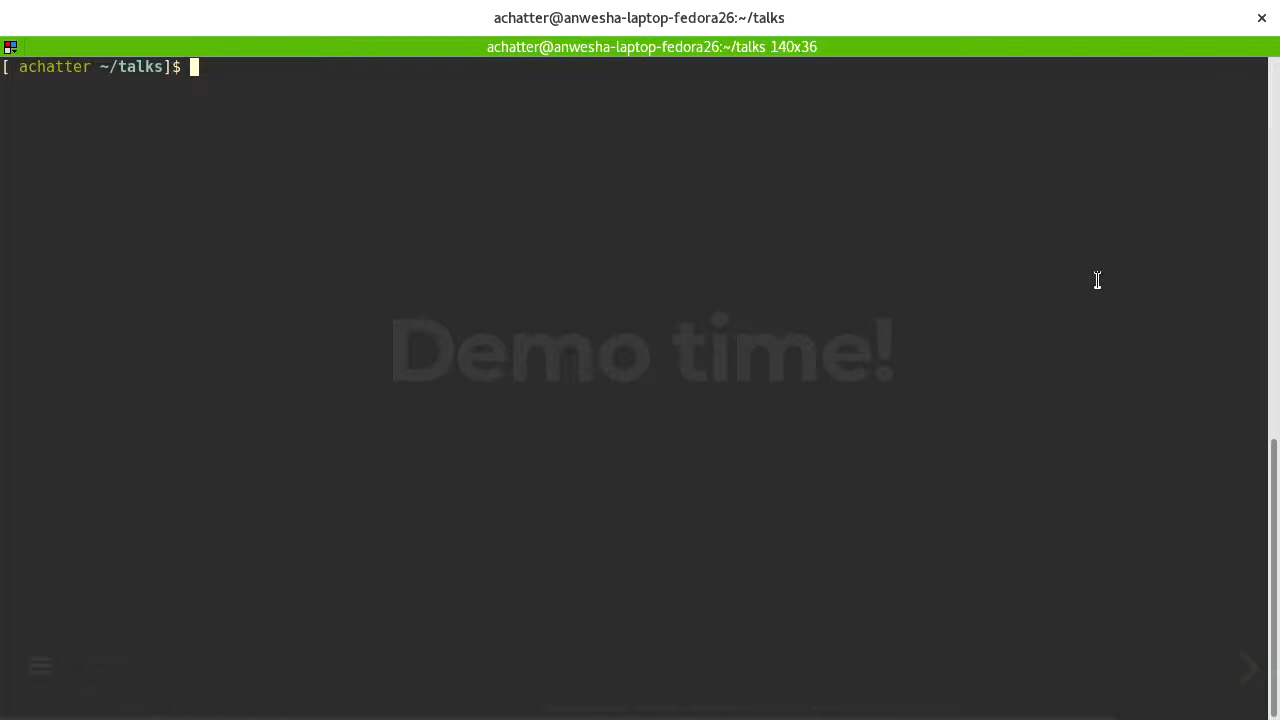 achatter@anwesha-laptop-fedora26:~/talks
achatter@anwesha-laptop-fedora26:~/talks 140x36
[ achatter ~/talks]$
Demo time!